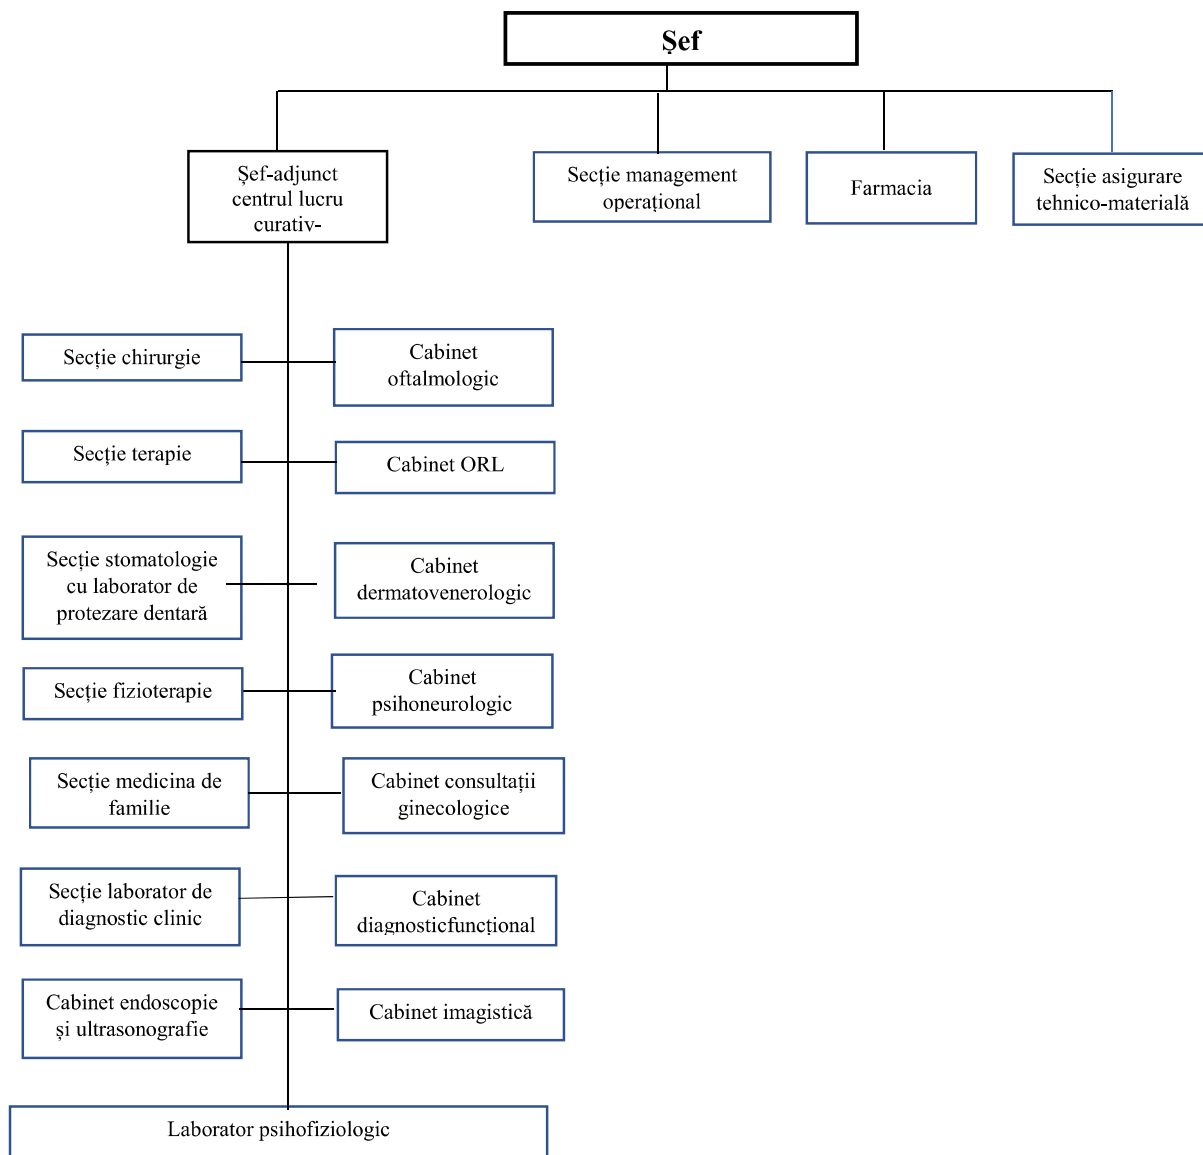 Șef
Șef-adjunct
centrul lucru
curativ-
Secție management
operațional
Farmacia
Secție asigurare
tehnico-materială
Secție chirurgie
Cabinet
oftalmologic
Secție terapie
Cabinet ORL
Secție stomatologie
cu laborator de
protezare dentară
Cabinet
dermatovenerologic
Secție fizioterapie
Cabinet
psihoneurologic
Secție medicina de
familie
Cabinet consultații
ginecologice
Secție laborator de
diagnostic clinic
Cabinet
diagnosticfuncțional
Cabinet endoscopie
și ultrasonografie
Cabinet imagistică
Laborator psihofiziologic